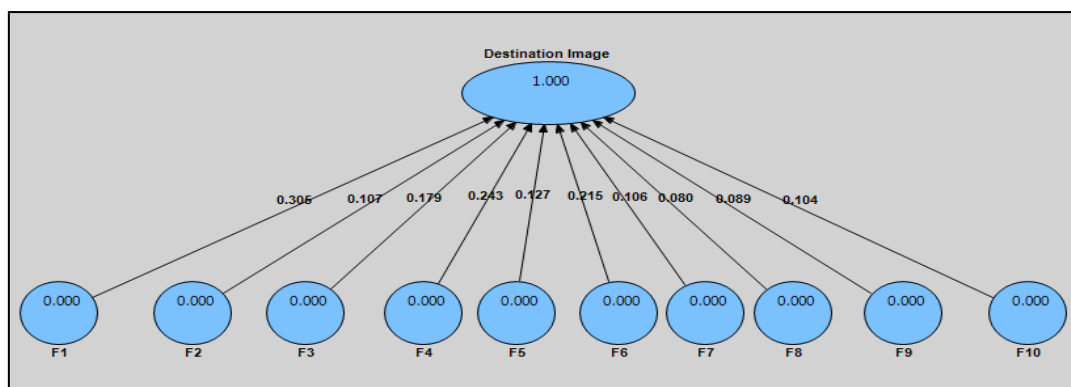 Destination Image
1.000
0.305 0.107 0.179 0.243 0.127 0.215 0.106 0.080 0.089 0.104
0.000 0.000 0.000 0.000 0.000 0.000 0.000 0.000 0.000 0.000
F1 F2 F3 F4 F5 F6 F7 F8 F9 F10